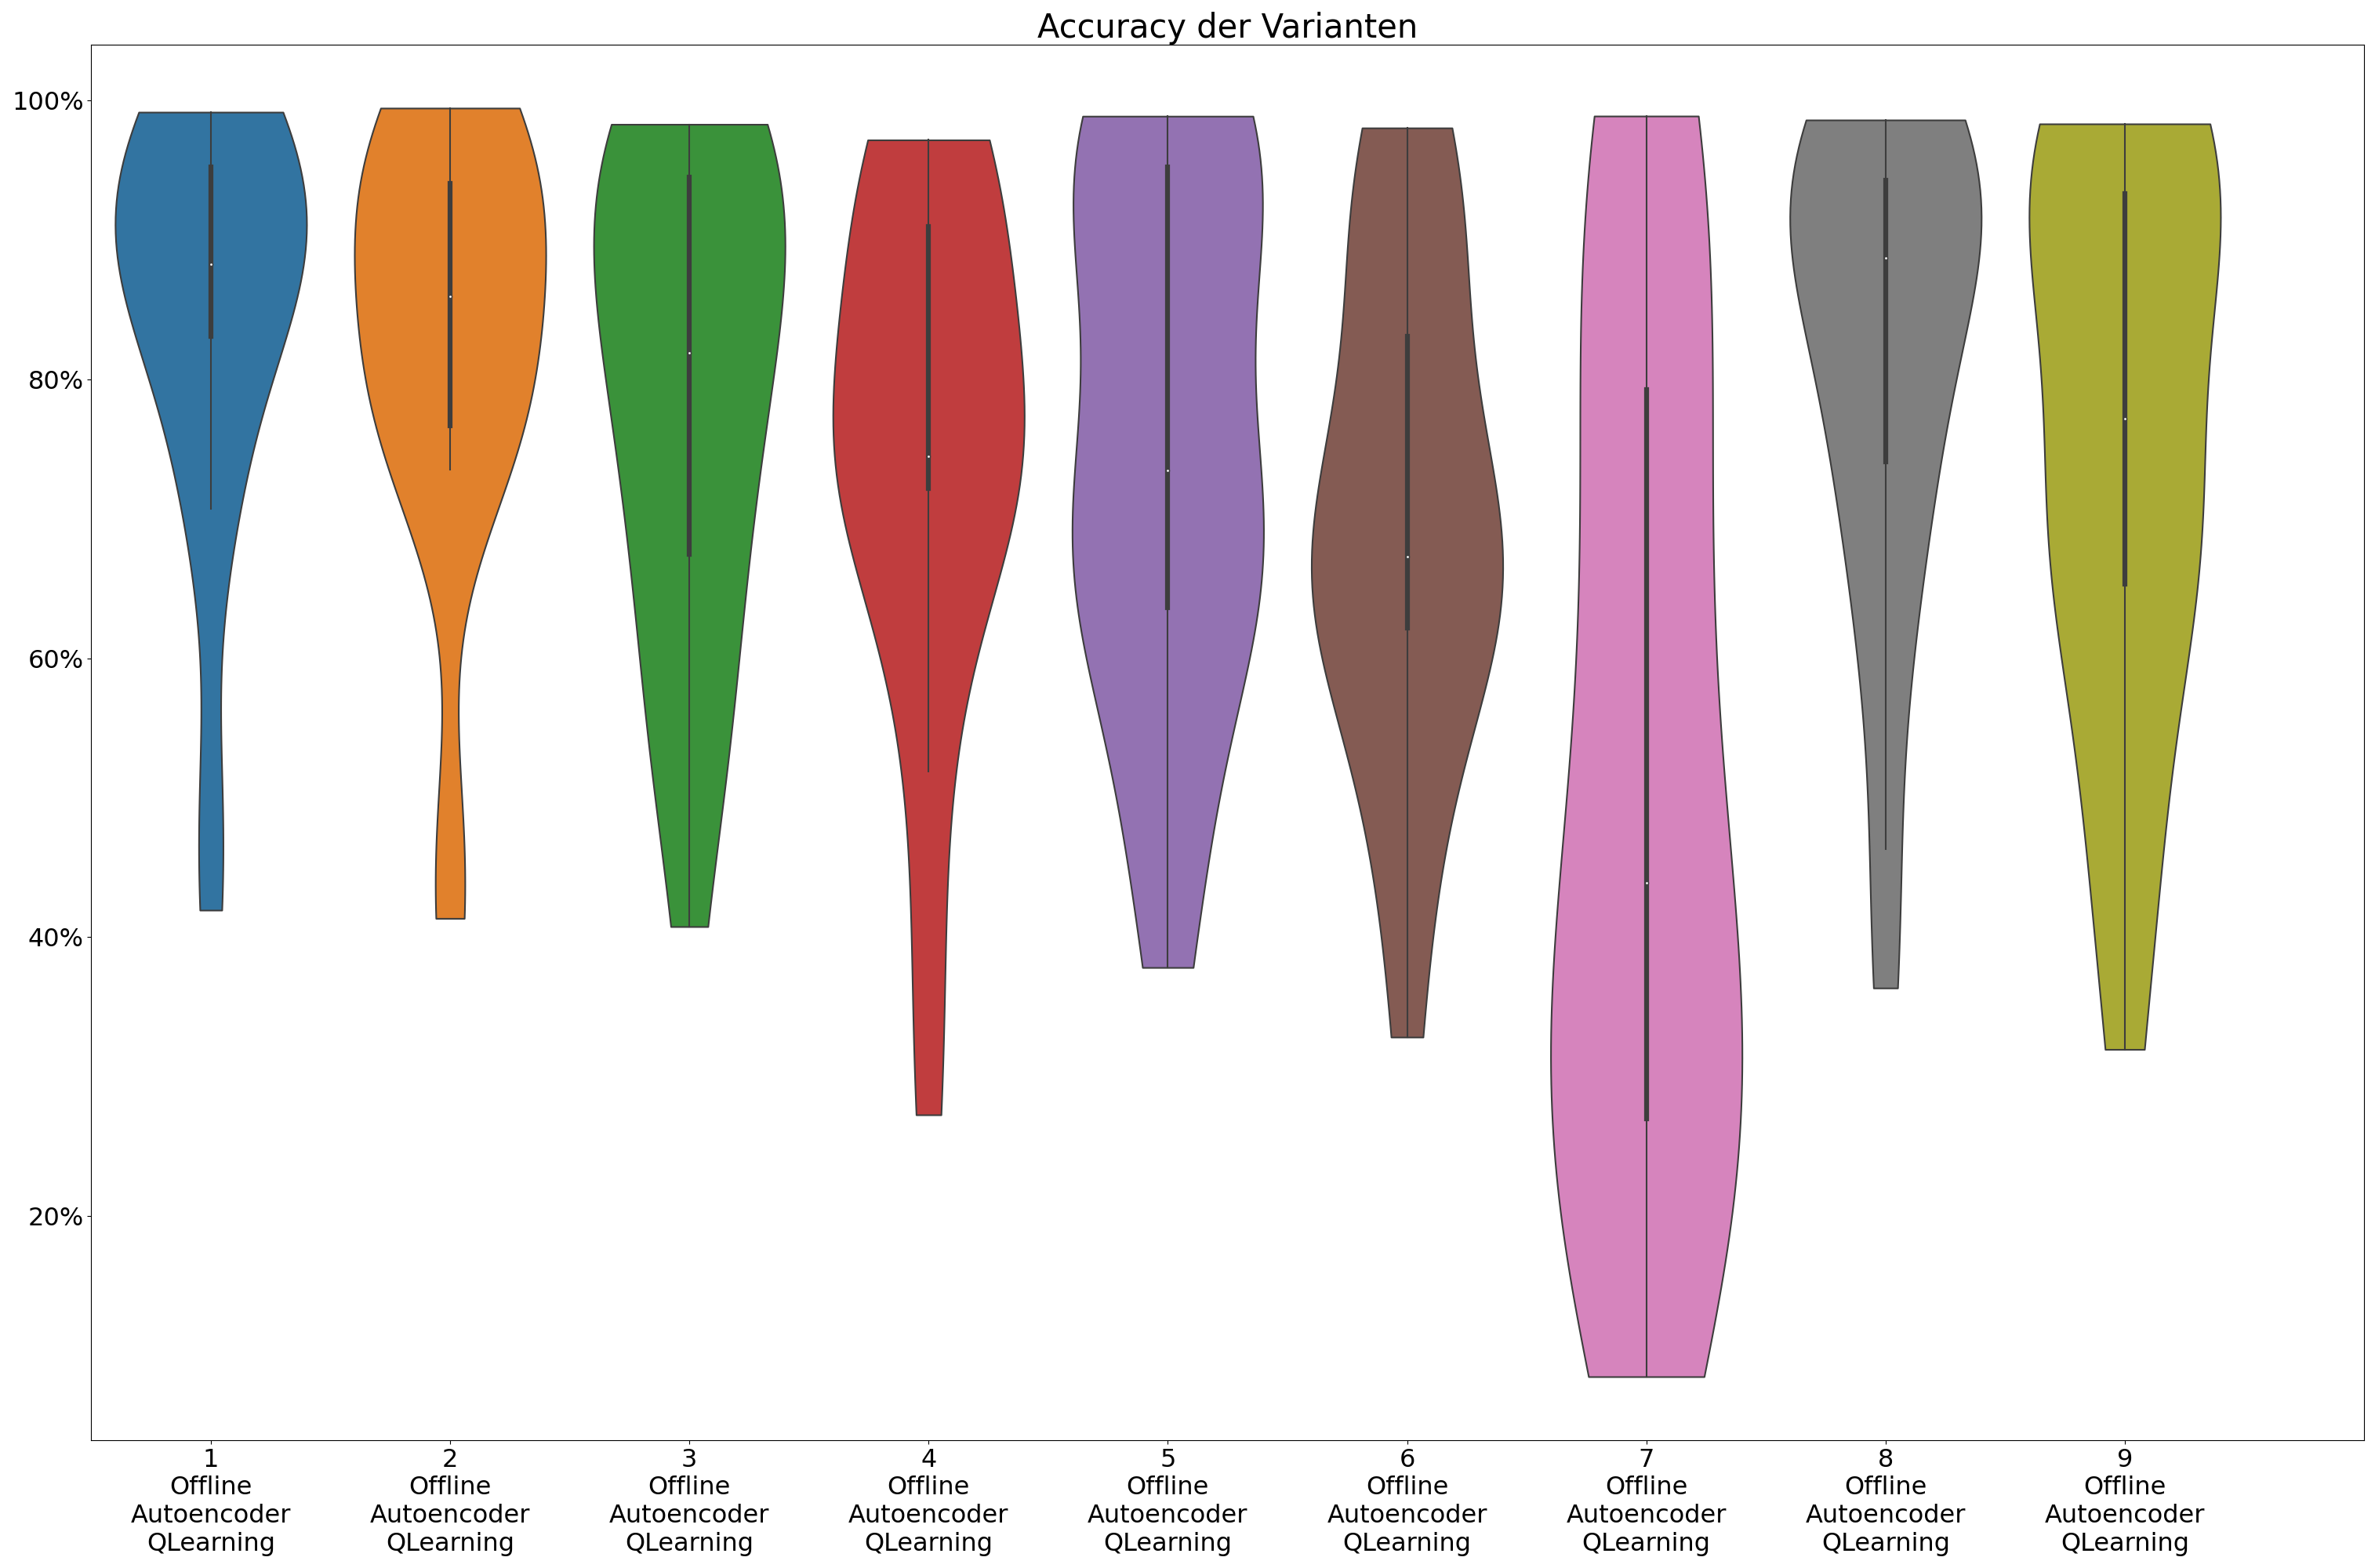 Accuracy der Varianten
100%
80%
60%
40%
20%
1 2 3 4 5 6 7 8 9
Offline Offline Offline Offline Offline Offline Offline Offline Offline
Autoencoder Autoencoder Autoencoder Autoencoder Autoencoder Autoencoder Autoencoder Autoencoder Autoencoder
QLearning QLearning QLearning QLearning QLearning QLearning QLearning QLearning QLearning